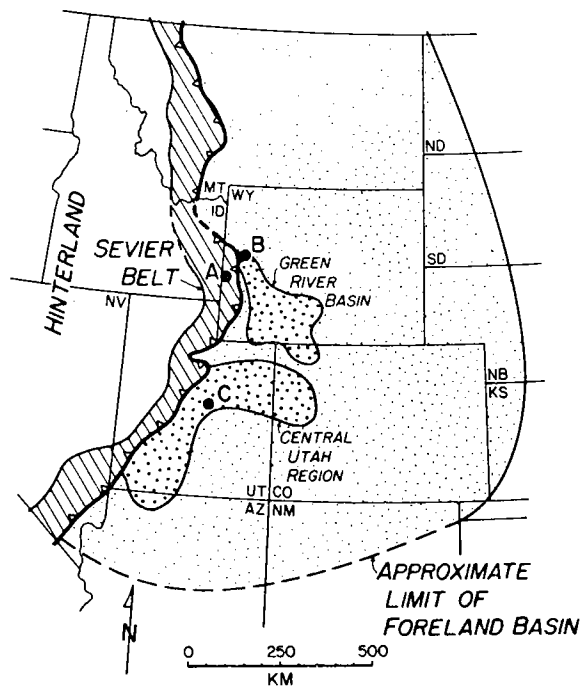 ND
MT
WY
ID
HINTERLAND
SEVIER
BELT
A
B
GREEN
RIVER
BASIN
SD
NV
NB
KS
C
CENTRAL
UTAH
REGION
UT
CO
AZ
NM
APPROXIMATE
LIMIT OF
FORELAND BASIN
N
0 250 500
KM